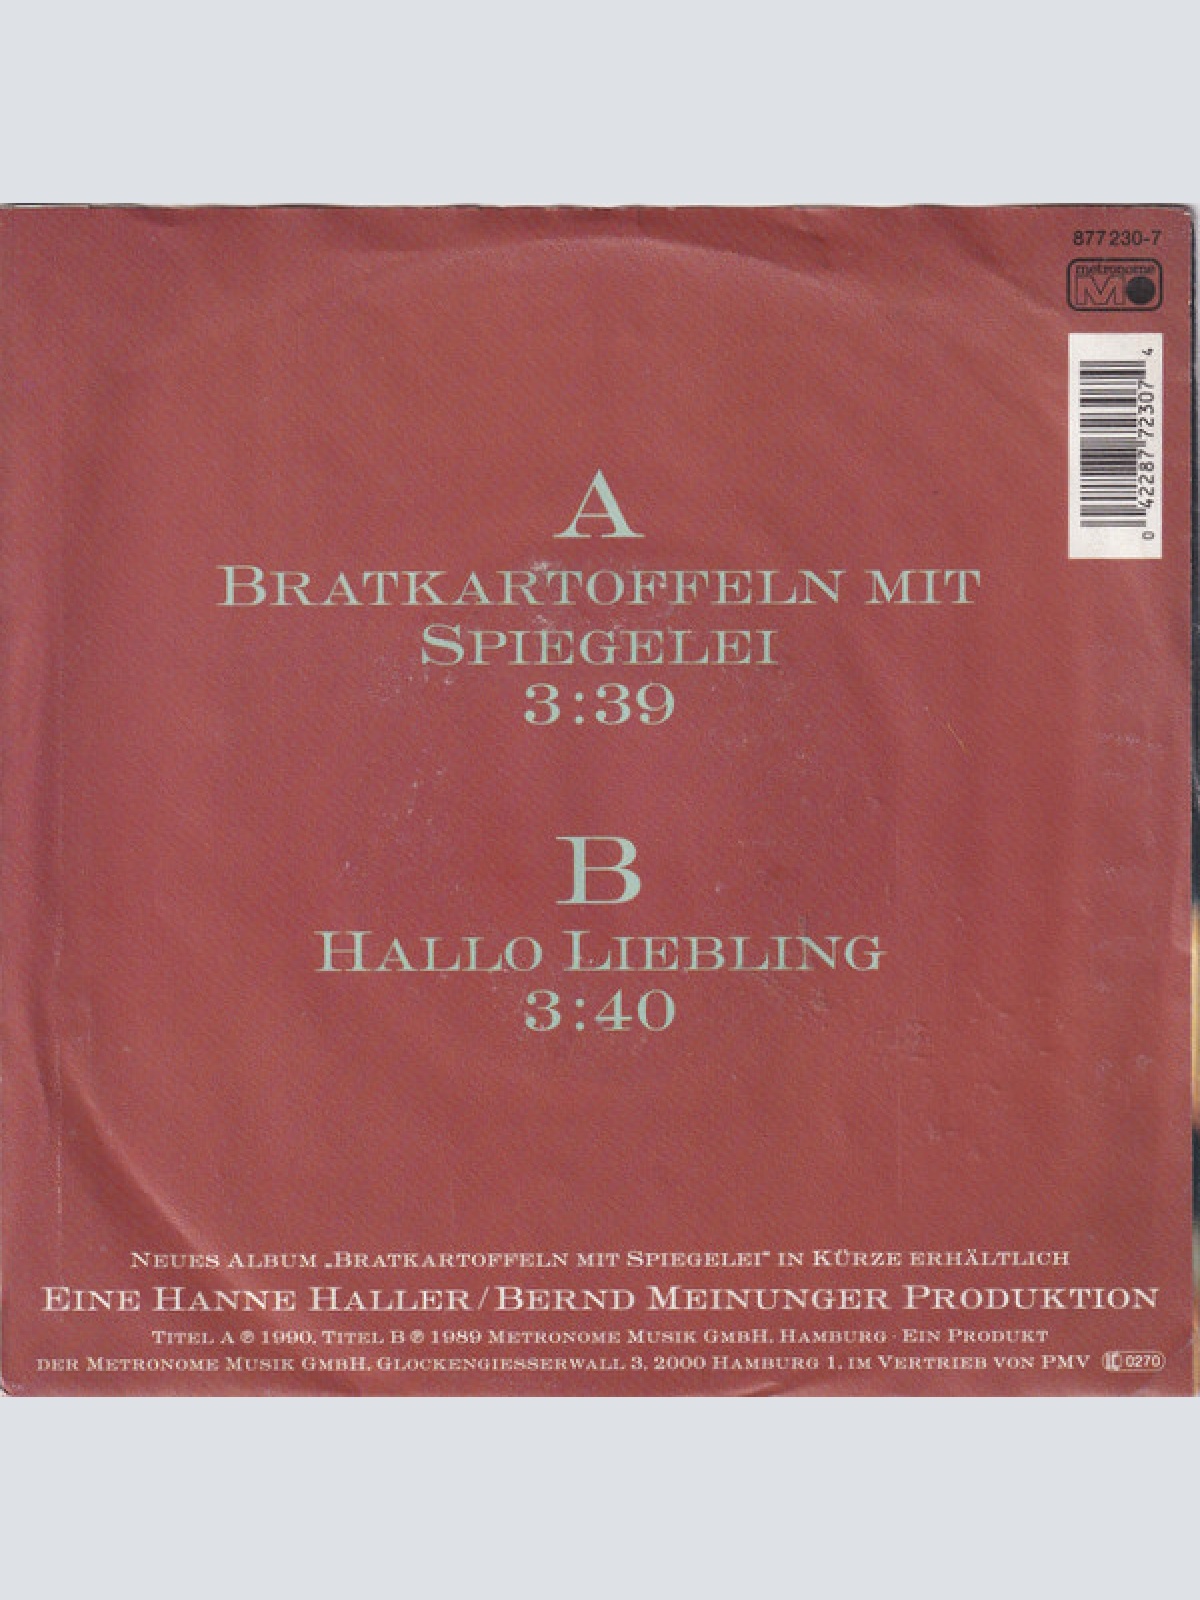 877 230-7
metronome
0 42287 72307 4
A
BRATKARTOFFELN MIT
SPIEGELEI
3:39
B
HALLO LIEBLING
3:40
NEUES ALBUM „BRATKARTOFFELN MIT SPIEGELEI“ IN KÜRZE ERHÄLTLICH
EINE HANNE HALLER/BERND MEINUNGER PRODUKTION
TITEL A ℗ 1990, TITEL B ℗ 1989 METRONOME MUSIK GMBH, HAMBURG · EIN PRODUKT
DER METRONOME MUSIK GMBH, GLOCKENGIESSERWALL 3, 2000 HAMBURG 1, IM VERTRIEB VON PMV LC 0270